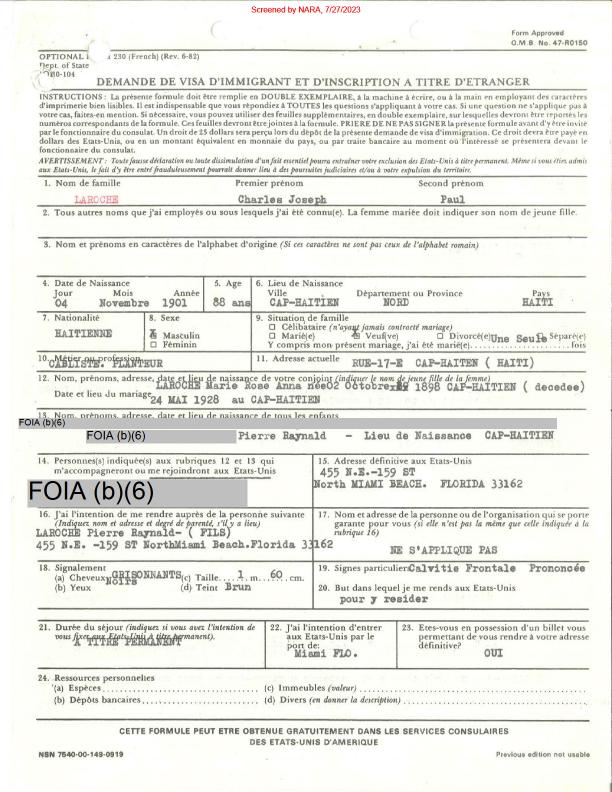 Screened by NARA, 7/27/2023
Form Approved
O.M.B. No. 47-R0150
OPTIONAL 230 (French) (Rev. 6-82)
Dept. of State
DEMANDE DE VISA D'IMMIGRANT ET D'INSCRIPTION A TITRE D'ETRANGER
INSTRUCTIONS : La présente formule doit être remplie en DOUBLE EXEMPLAIRE, à la machine à écrire, ou à la main en employant des caractères
d'imprimerie bien lisibles. Il est indispensable que vous répondiez à TOUTES les questions s'appliquant à votre cas. Si une question ne s'applique pas à
votre cas, faites-en mention. Si nécessaire, vous pouvez utiliser des feuilles supplémentaires, en double exemplaire, sur lesquelles devront être reportés les
numéros correspondants de la formule. Ces feuilles devront être jointes à la formule. PRIERE DE NE PAS SIGNER la présente formule avant d'y être invité
par le fonctionnaire du consulat. Un droit de 25 dollars sera perçu lors du dépôt de la présente demande de visa d'immigration. Ce droit devra être payé en
dollars des Etats-Unis, ou en un montant équivalent en monnaie du pays, ou par traite bancaire au moment où l'intéressé se présentera devant le
fonctionnaire du consulat.
AVERTISSEMENT : Toute fausse déclaration ou toute dissimulation d'un fait essentiel pourra entraîner votre exclusion des Etats-Unis à titre permanent. Même si vous êtes admis
aux Etats-Unis, le fait d'y être entré frauduleusement pourrait donner lieu à des poursuites judiciaires et/ou à votre expulsion du territoire.
1. Nom de famille Premier prénom Second prénom
LAROCHE Charles Joseph Paul
2. Tous autres noms que j'ai employés ou sous lesquels j'ai été connu(e). La femme mariée doit indiquer son nom de jeune fille.
3. Nom et prénoms en caractères de l'alphabet d'origine (Si ces caractères ne sont pas ceux de l'alphabet romain)
4. Date de Naissance 5. Age 6. Lieu de Naissance
Jour Mois Année Ville Département ou Province Pays
04 Novembre 1901 88 ans CAP-HAITIEN NORD HAITI
7. Nationalité 8. Sexe 9. Situation de famille
HAITIENNE Masculin Célibataire (n'ayant jamais contracté mariage)
Féminin Marié(e) Veuf(ve) Divorcé(e) Une Seule Séparé(e)
Y compris mon présent mariage, j'ai été marié(e) fois
10. Métier ou profession 11. Adresse actuelle RUE-17-E CAP-HAITEN ( HAITI)
CABLISTE. PLANTEUR
12. Nom, prénoms, adresse, date et lieu de naissance de votre conjoint (indiquer le nom de jeune fille de la femme)
LAROCHE Marie Rose Anna née02 Octobre 1898 CAP-HAITIEN ( decedee)
Date et lieu du mariage 24 MAI 1928 au CAP-HAITIEN
13. Nom, prénoms, adresse, date et lieu de naissance de tous les enfants
FOIA (b)(6)
FOIA (b)(6) Pierre Raynald - Lieu de Naissance CAP-HAITIEN
14. Personnes(s) indiquée(s) aux rubriques 12 et 13 qui
m'accompagneront ou me rejoindront aux Etats-Unis
FOIA (b)(6)
15. Adresse définitive aux Etats-Unis
455 N.E.-159 ST
North MIAMI BEACH. FLORIDA 33162
16. J'ai l'intention de me rendre auprès de la personne suivante
(Indiquez nom et adresse et degré de parenté, s'il y a lieu)
LAROCHE Pierre Raynald- ( FILS)
455 N.E. -159 ST NorthMiami Beach.Florida 33162
17. Nom et adresse de la personne ou de l'organisation qui se porte
garante pour vous (si elle n'est pas la même que celle indiquée à la
rubrique 16)
NE S'APPLIQUE PAS
18. Signalement
(a) Cheveux GRISONNANTS (c) Taille 1 m. 60 cm.
(b) Yeux NOIRS (d) Teint Brun
19. Signes particuliers Calvitie Frontale Prononcée
20. But dans lequel je me rends aux Etats-Unis
pour y resider
21. Durée du séjour (indiquez si vous avez l'intention de
vous fixer aux Etats-Unis à titre permanent).
A TITRE PERMANENT
22. J'ai l'intention d'entrer
aux Etats-Unis par le
port de:
Miami FLO.
23. Etes-vous en possession d'un billet vous
permettant de vous rendre à votre adresse
définitive?
OUI
24. Ressources personnelles
(a) Espèces (c) Immeubles (valeur)
(b) Dépôts bancaires (d) Divers (en donner la description)
CETTE FORMULE PEUT ETRE OBTENUE GRATUITEMENT DANS LES SERVICES CONSULAIRES
DES ETATS-UNIS D'AMERIQUE
NSN 7540-00-149-0919 Previous edition not usable